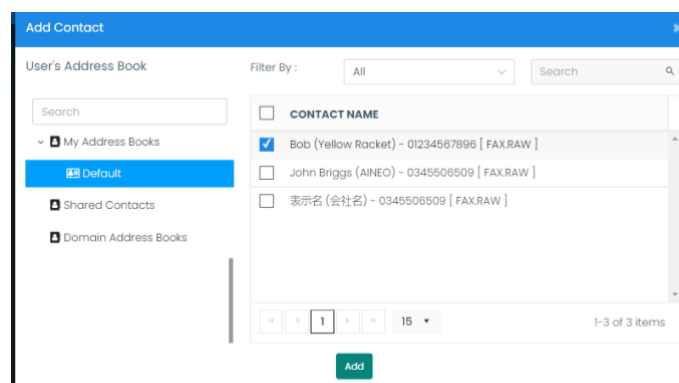 Add Contact
User's Address Book
Search
My Address Books
Default
Shared Contacts
Domain Address Books
Filter By :
All
Search
CONTACT NAME
Bob (Yellow Racket) - 01234567896 [ FAX.RAW ]
John Briggs (AINEO) - 0345506509 [ FAX.RAW ]
表示名 (会社名) - 0345506509 [ FAX.RAW ]
1
15
1-3 of 3 items
Add